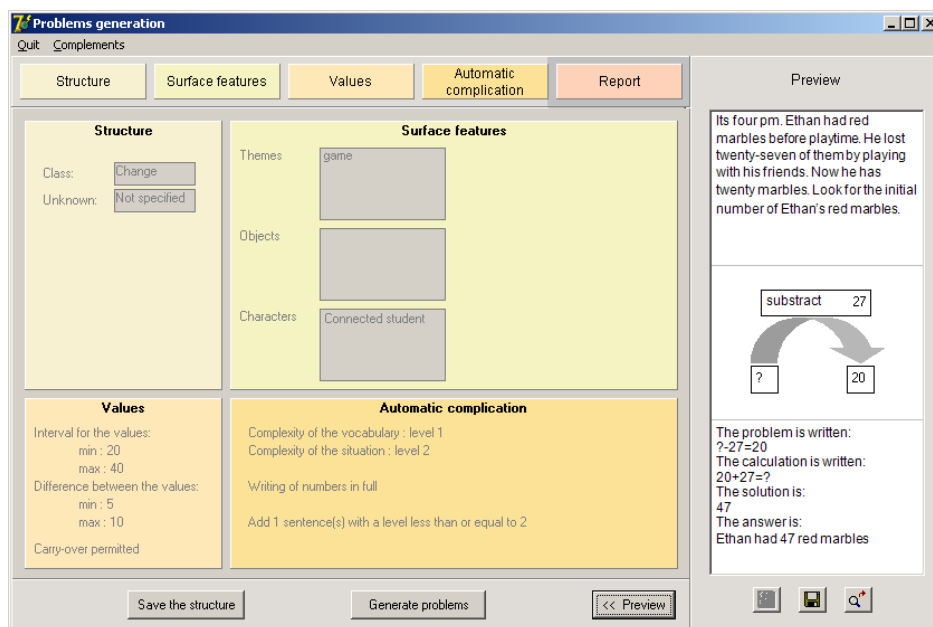 Problems generation
Quit Complements
Structure
Surface features
Values
Automatic
complication
Report
Preview
Structure
Class:
Change
Unknown:
Not specified
Surface features
Themes
game
Objects
Characters
Connected student
Values
Interval for the values:
min : 20
max : 40
Difference between the values:
min : 5
max : 10
Carry-over permitted
Automatic complication
Complexity of the vocabulary : level 1
Complexity of the situation : level 2
Writing of numbers in full
Add 1 sentence(s) with a level less than or equal to 2
Save the structure
Generate problems
<< Preview
Its four pm. Ethan had red
marbles before playtime. He lost
twenty-seven of them by playing
with his friends. Now he has
twenty marbles. Look for the initial
number of Ethan's red marbles.
substract 27
?
20
The problem is written:
?-27=20
The calculation is written:
20+27=?
The solution is:
47
The answer is:
Ethan had 47 red marbles